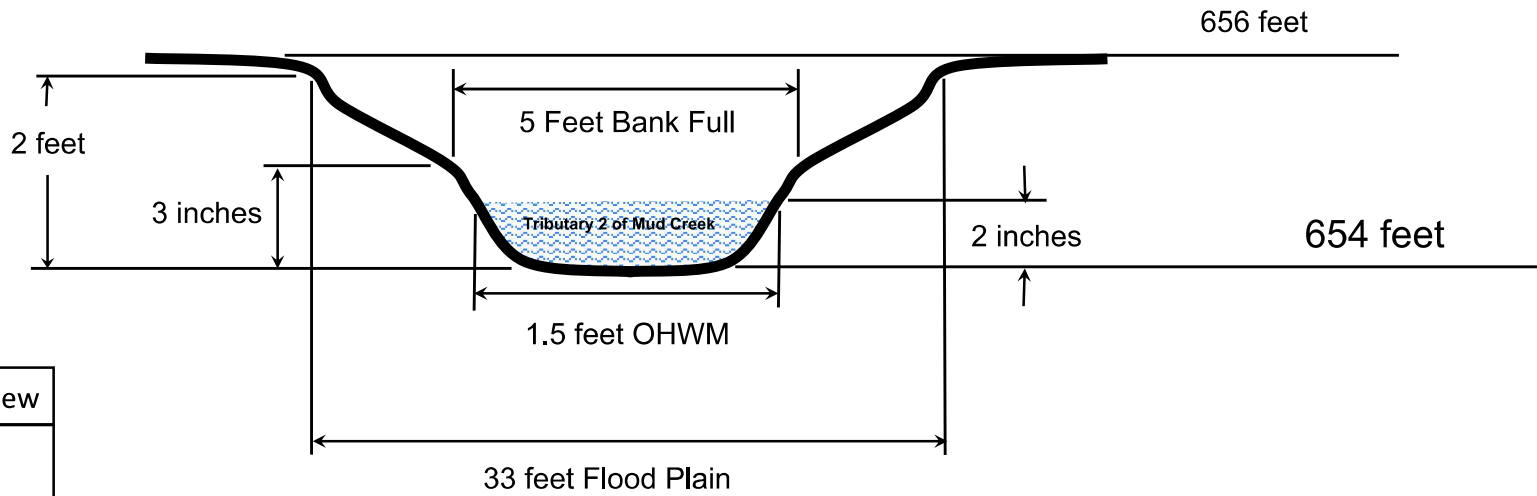 656 feet
2 feet
5 Feet Bank Full
3 inches
Tributary 2 of Mud Creek
2 inches
654 feet
1.5 feet OHWM
ew
33 feet Flood Plain